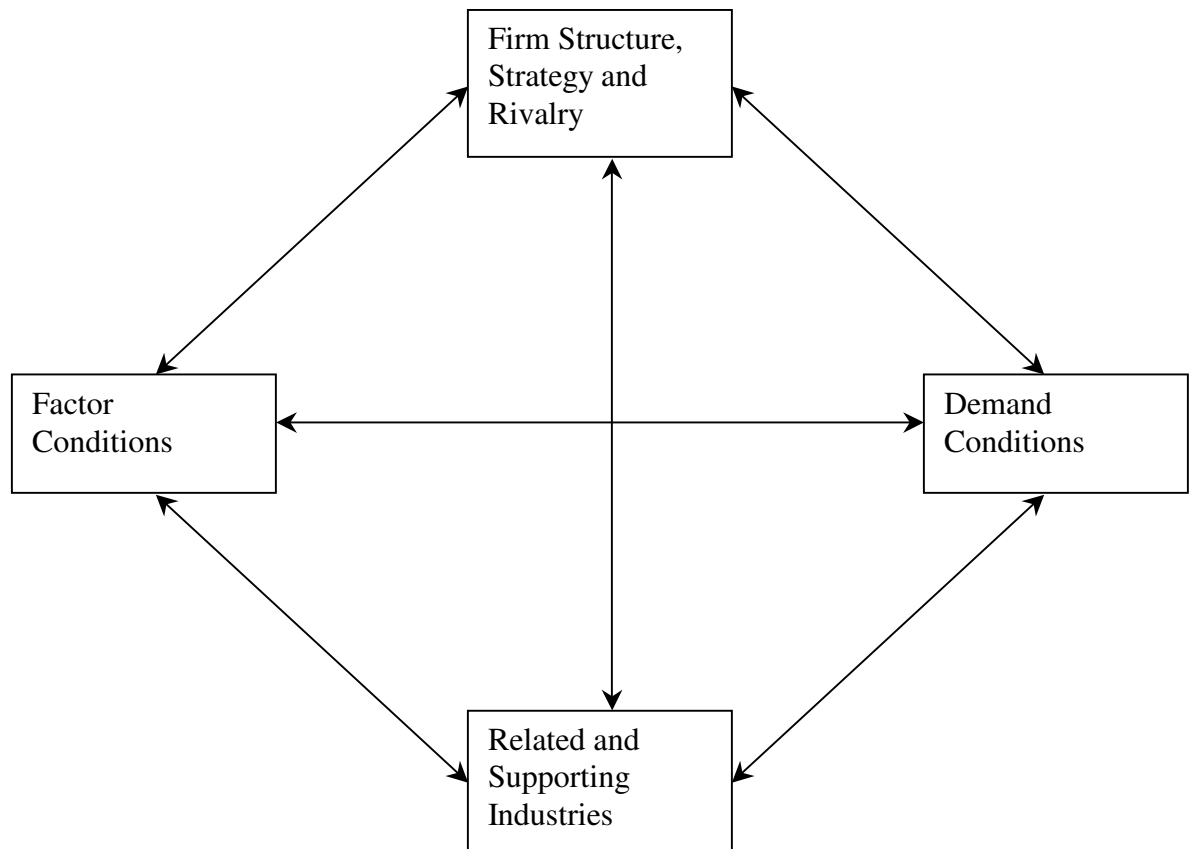 Firm Structure,
Strategy and
Rivalry
Factor
Conditions
Demand
Conditions
Related and
Supporting
Industries